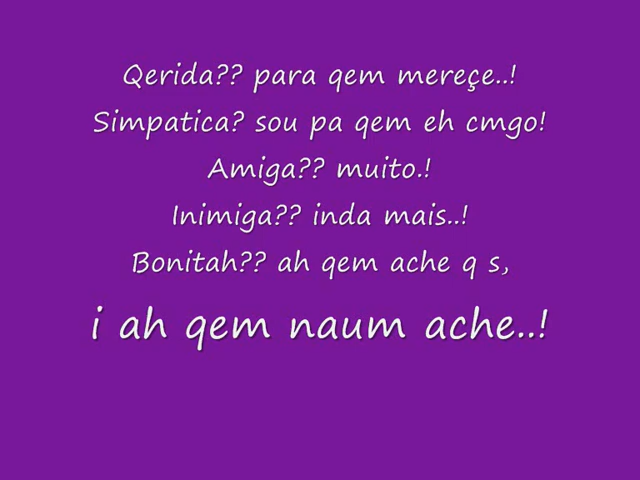 Qerida?? para qem mereçe..!
Simpatica? sou pa qem eh cmgo!
Amiga?? muito.!
Inimiga?? inda mais..!
Bonitah?? ah qem ache q s,
i ah qem naum ache..!